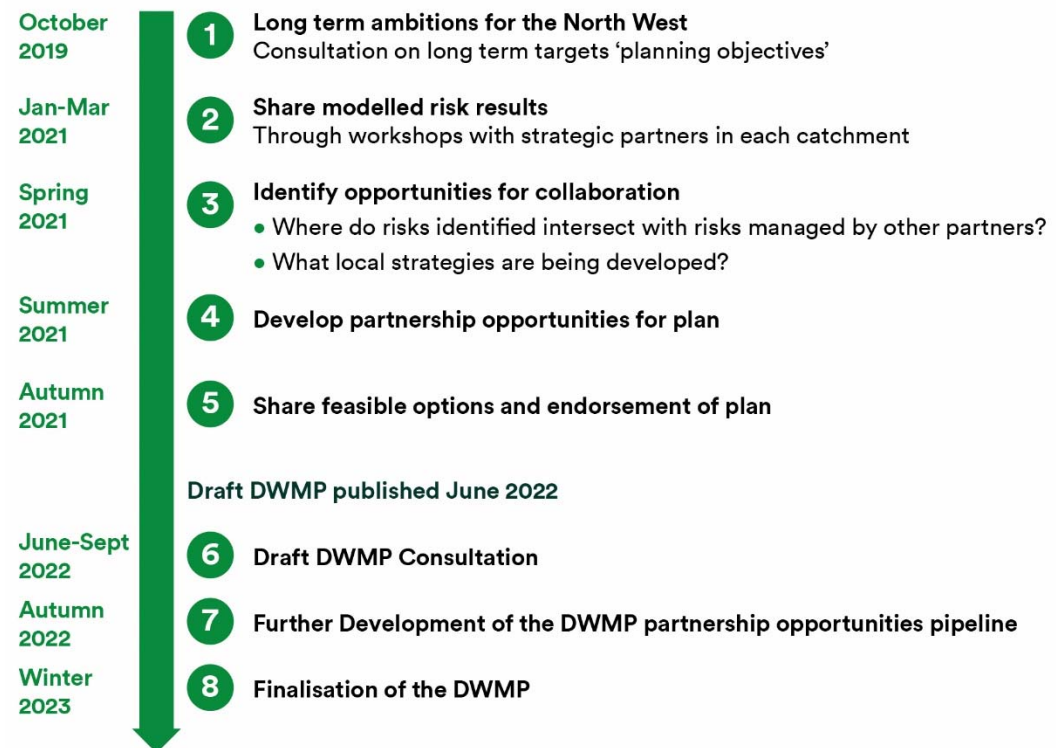 October
2019
1
Long term ambitions for the North West
Consultation on long term targets ‘planning objectives’
Jan-Mar
2021
2
Share modelled risk results
Through workshops with strategic partners in each catchment
Spring
2021
3
Identify opportunities for collaboration
• Where do risks identified intersect with risks managed by other partners?
• What local strategies are being developed?
Summer
2021
4
Develop partnership opportunities for plan
Autumn
2021
5
Share feasible options and endorsement of plan
Draft DWMP published June 2022
June-Sept
2022
6
Draft DWMP Consultation
Autumn
2022
7
Further Development of the DWMP partnership opportunities pipeline
Winter
2023
8
Finalisation of the DWMP